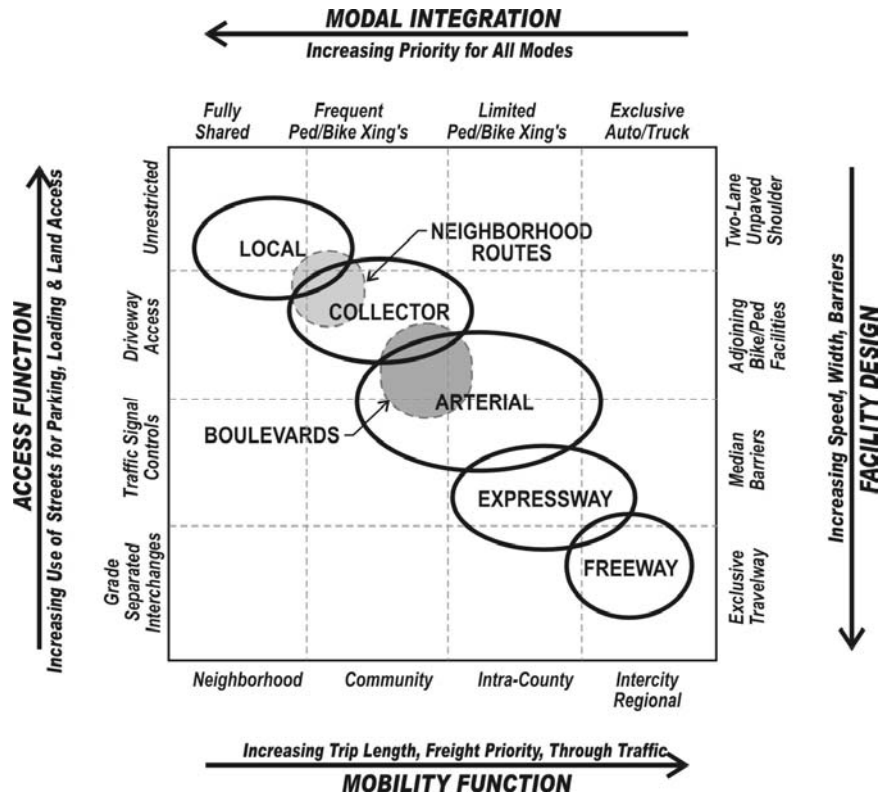 MODAL INTEGRATION
Increasing Priority for All Modes
Fully
Shared
Frequent
Ped/Bike Xing's
Limited
Ped/Bike Xing's
Exclusive
Auto/Truck
ACCESS FUNCTION
Increasing Use of Streets for Parking, Loading & Land Access
Unrestricted
Driveway
Access
Traffic Signal
Controls
Grade
Separated
Interchanges
LOCAL
NEIGHBORHOOD
ROUTES
COLLECTOR
BOULEVARDS
ARTERIAL
EXPRESSWAY
FREEWAY
Two-Lane
Unpaved
Shoulder
Adjoining
Bike/Ped
Facilities
Median
Barriers
Exclusive
Travelway
Increasing Speed, Width, Barriers
FACILITY DESIGN
Neighborhood
Community
Intra-County
Intercity
Regional
Increasing Trip Length, Freight Priority, Through Traffic
MOBILITY FUNCTION